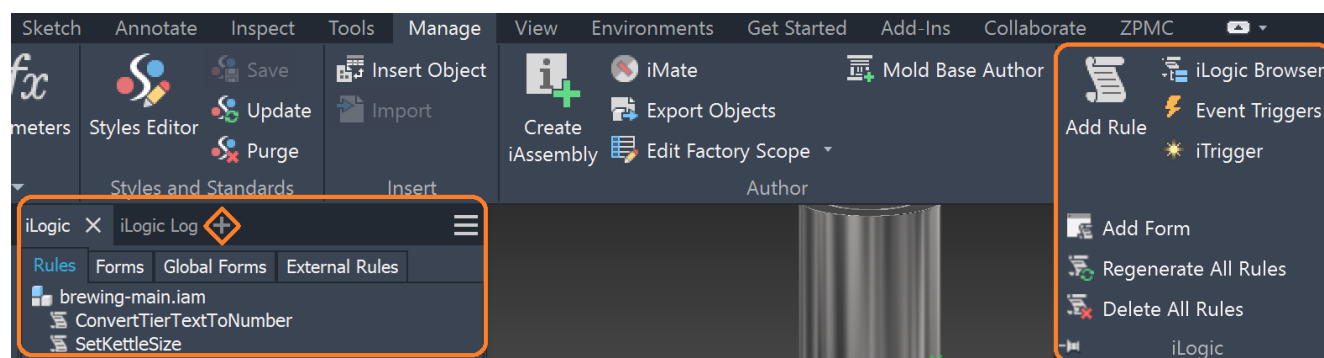 Sketch Annotate Inspect Tools Manage View Environments Get Started Add-Ins Collaborate ZPMC
fx
meters
Styles Editor
Save
Update
Purge
Styles and Standards
Insert Object
Import
Insert
Create
iAssembly
iMate
Export Objects
Edit Factory Scope
Mold Base Author
Author
Add Rule
iLogic Browser
Event Triggers
iTrigger
Add Form
Regenerate All Rules
Delete All Rules
iLogic
iLogic iLogic Log
Rules Forms Global Forms External Rules
brewing-main.iam
ConvertTierTextToNumber
SetKettleSize